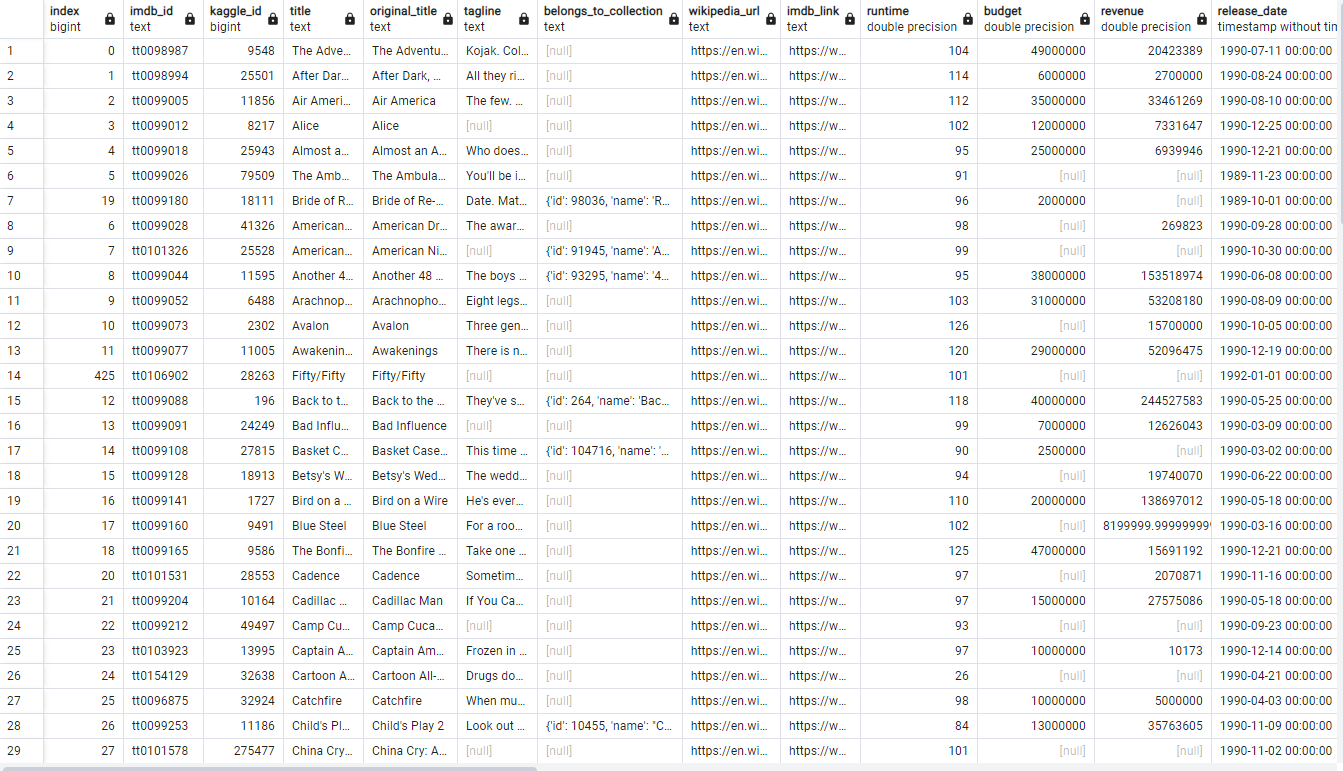 index imdb_id kaggle_id title original_title tagline belongs_to_collection wikipedia_url imdb_link runtime budget revenue release_date
bigint text bigint text text text text text text double precision double precision double precision timestamp without tim
1 0 tt0098987 9548 The Adve... The Adventu... Kojak. Col... [null] https://en.wi... https://w... 104 49000000 20423389 1990-07-11 00:00:00
2 1 tt0098994 25501 After Dar... After Dark, ... All they ri... [null] https://en.wi... https://w... 114 6000000 2700000 1990-08-24 00:00:00
3 2 tt0099005 11856 Air Ameri... Air America The few. ... [null] https://en.wi... https://w... 112 35000000 33461269 1990-08-10 00:00:00
4 3 tt0099012 8217 Alice Alice [null] [null] https://en.wi... https://w... 102 12000000 7331647 1990-12-25 00:00:00
5 4 tt0099018 25943 Almost a... Almost an A... Who does... [null] https://en.wi... https://w... 95 25000000 6939946 1990-12-21 00:00:00
6 5 tt0099026 79509 The Amb... The Ambula... You'll be i... [null] https://en.wi... https://w... 91 [null] [null] 1989-11-23 00:00:00
7 19 tt0099180 18111 Bride of R... Bride of Re-... Date. Mat... {'id': 98036, 'name': 'R... https://en.wi... https://w... 96 2000000 [null] 1989-10-01 00:00:00
8 6 tt0099028 41326 American... American Dr... The awar... [null] https://en.wi... https://w... 98 [null] 269823 1990-09-28 00:00:00
9 7 tt0101326 25528 American... American Ni... [null] {'id': 91945, 'name': 'A... https://en.wi... https://w... 99 [null] [null] 1990-10-30 00:00:00
10 8 tt0099044 11595 Another 4... Another 48 ... The boys ... {'id': 93295, 'name': '4... https://en.wi... https://w... 95 38000000 153518974 1990-06-08 00:00:00
11 9 tt0099052 6488 Arachnop... Arachnopho... Eight legs... [null] https://en.wi... https://w... 103 31000000 53208180 1990-08-09 00:00:00
12 10 tt0099073 2302 Avalon Avalon Three gen... [null] https://en.wi... https://w... 126 [null] 15700000 1990-10-05 00:00:00
13 11 tt0099077 11005 Awakenin... Awakenings There is n... [null] https://en.wi... https://w... 120 29000000 52096475 1990-12-19 00:00:00
14 425 tt0106902 28263 Fifty/Fifty Fifty/Fifty [null] [null] https://en.wi... https://w... 101 [null] [null] 1992-01-01 00:00:00
15 12 tt0099088 196 Back to t... Back to the ... They've s... {'id': 264, 'name': 'Bac... https://en.wi... https://w... 118 40000000 244527583 1990-05-25 00:00:00
16 13 tt0099091 24249 Bad Influ... Bad Influence [null] [null] https://en.wi... https://w... 99 7000000 12626043 1990-03-09 00:00:00
17 14 tt0099108 27815 Basket C... Basket Case... This time ... {'id': 104716, 'name': '... https://en.wi... https://w... 90 2500000 [null] 1990-03-02 00:00:00
18 15 tt0099128 18913 Betsy's W... Betsy's Wed... The wedd... [null] https://en.wi... https://w... 94 [null] 19740070 1990-06-22 00:00:00
19 16 tt0099141 1727 Bird on a ... Bird on a Wire He's ever... [null] https://en.wi... https://w... 110 20000000 138697012 1990-05-18 00:00:00
20 17 tt0099160 9491 Blue Steel Blue Steel For a roo... [null] https://en.wi... https://w... 102 [null] 8199999.999999999 1990-03-16 00:00:00
21 18 tt0099165 9586 The Bonfi... The Bonfire ... Take one ... [null] https://en.wi... https://w... 125 47000000 15691192 1990-12-21 00:00:00
22 20 tt0101531 28553 Cadence Cadence Sometim... [null] https://en.wi... https://w... 97 [null] 2070871 1990-11-16 00:00:00
23 21 tt0099204 10164 Cadillac ... Cadillac Man If You Ca... [null] https://en.wi... https://w... 97 15000000 27575086 1990-05-18 00:00:00
24 22 tt0099212 49497 Camp Cu... Camp Cuca... [null] [null] https://en.wi... https://w... 93 [null] [null] 1990-09-23 00:00:00
25 23 tt0103923 13995 Captain A... Captain Am... Frozen in ... [null] https://en.wi... https://w... 97 10000000 10173 1990-12-14 00:00:00
26 24 tt0154129 32638 Cartoon A... Cartoon All-... Drugs do... [null] https://en.wi... https://w... 26 [null] [null] 1990-04-21 00:00:00
27 25 tt0096875 32924 Catchfire Catchfire When mu... [null] https://en.wi... https://w... 98 10000000 5000000 1990-04-03 00:00:00
28 26 tt0099253 11186 Child's Pl... Child's Play 2 Look out ... {'id': 10455, 'name': "C... https://en.wi... https://w... 84 13000000 35763605 1990-11-09 00:00:00
29 27 tt0101578 275477 China Cry... China Cry: A... [null] [null] https://en.wi... https://w... 101 [null] [null] 1990-11-02 00:00:00